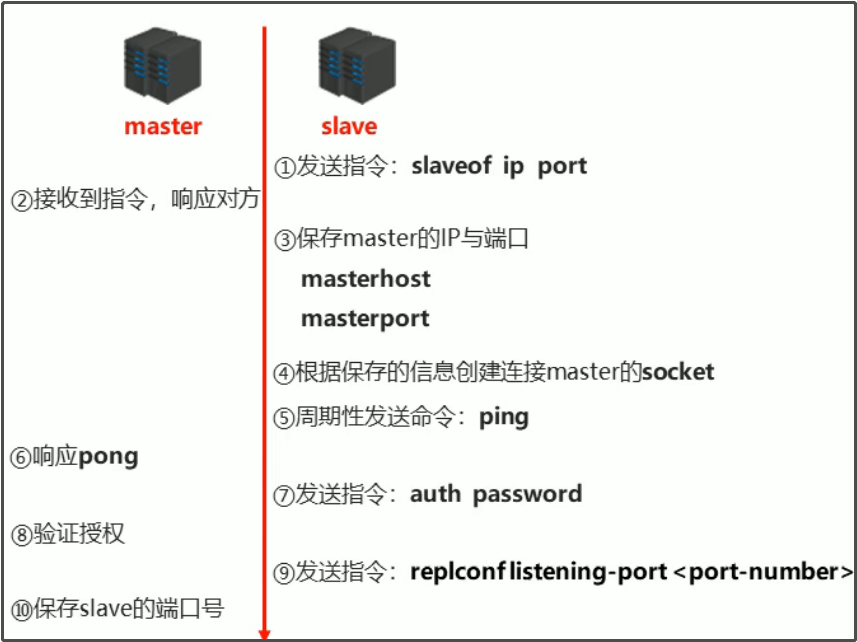 master
slave
①发送指令：slaveof ip port
②接收到指令，响应对方
③保存master的IP与端口
masterhost
masterport
④根据保存的信息创建连接master的socket
⑤周期性发送命令：ping
⑥响应pong
⑦发送指令：auth password
⑧验证授权
⑨发送指令：replconf listening-port <port-number>
⑩保存slave的端口号